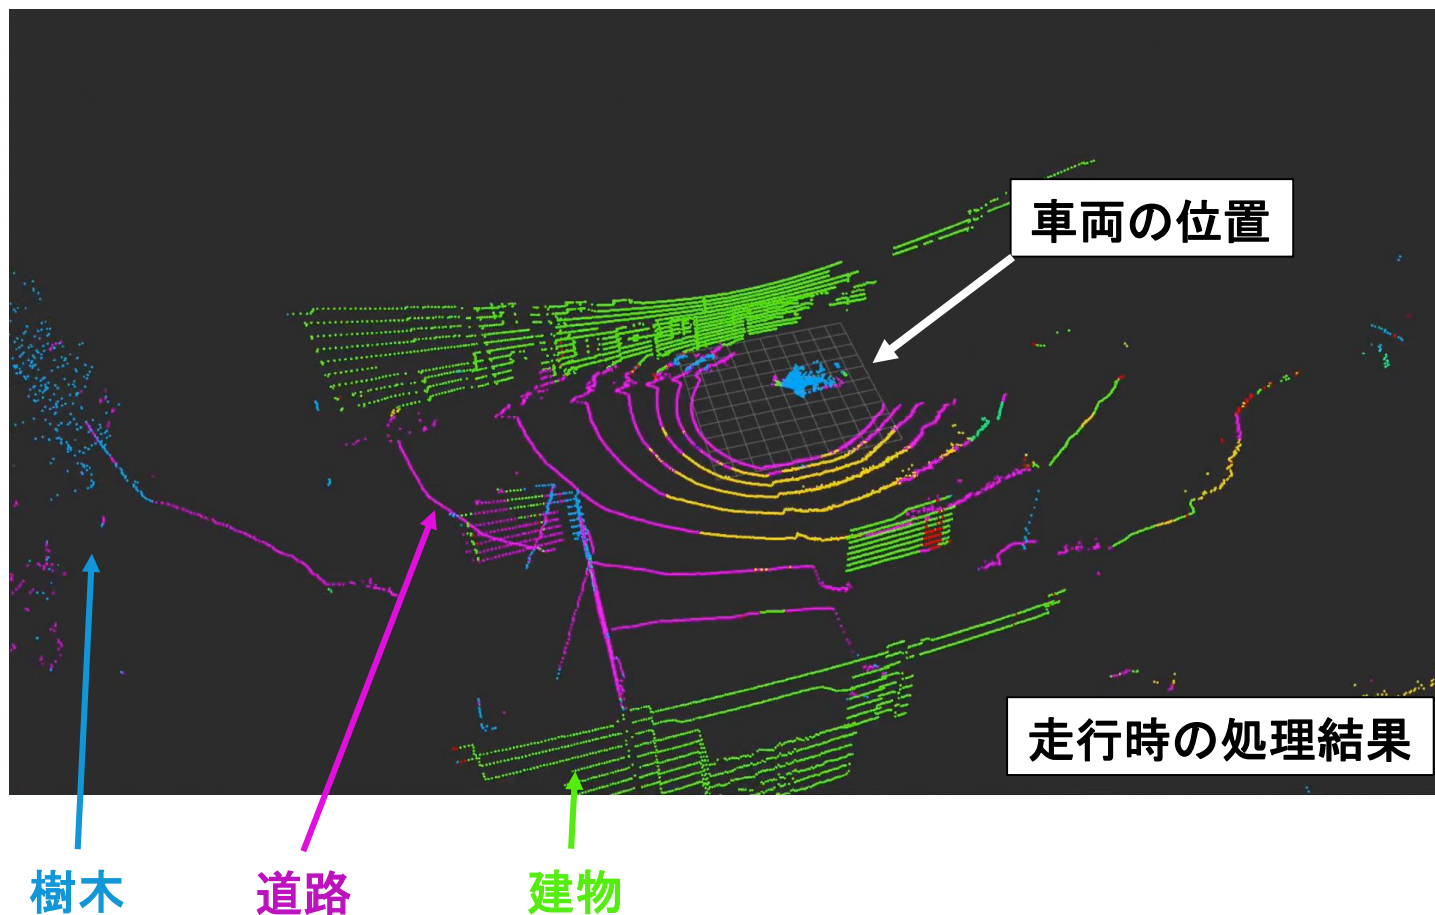 車両の位置
走行時の処理結果
樹木
道路
建物